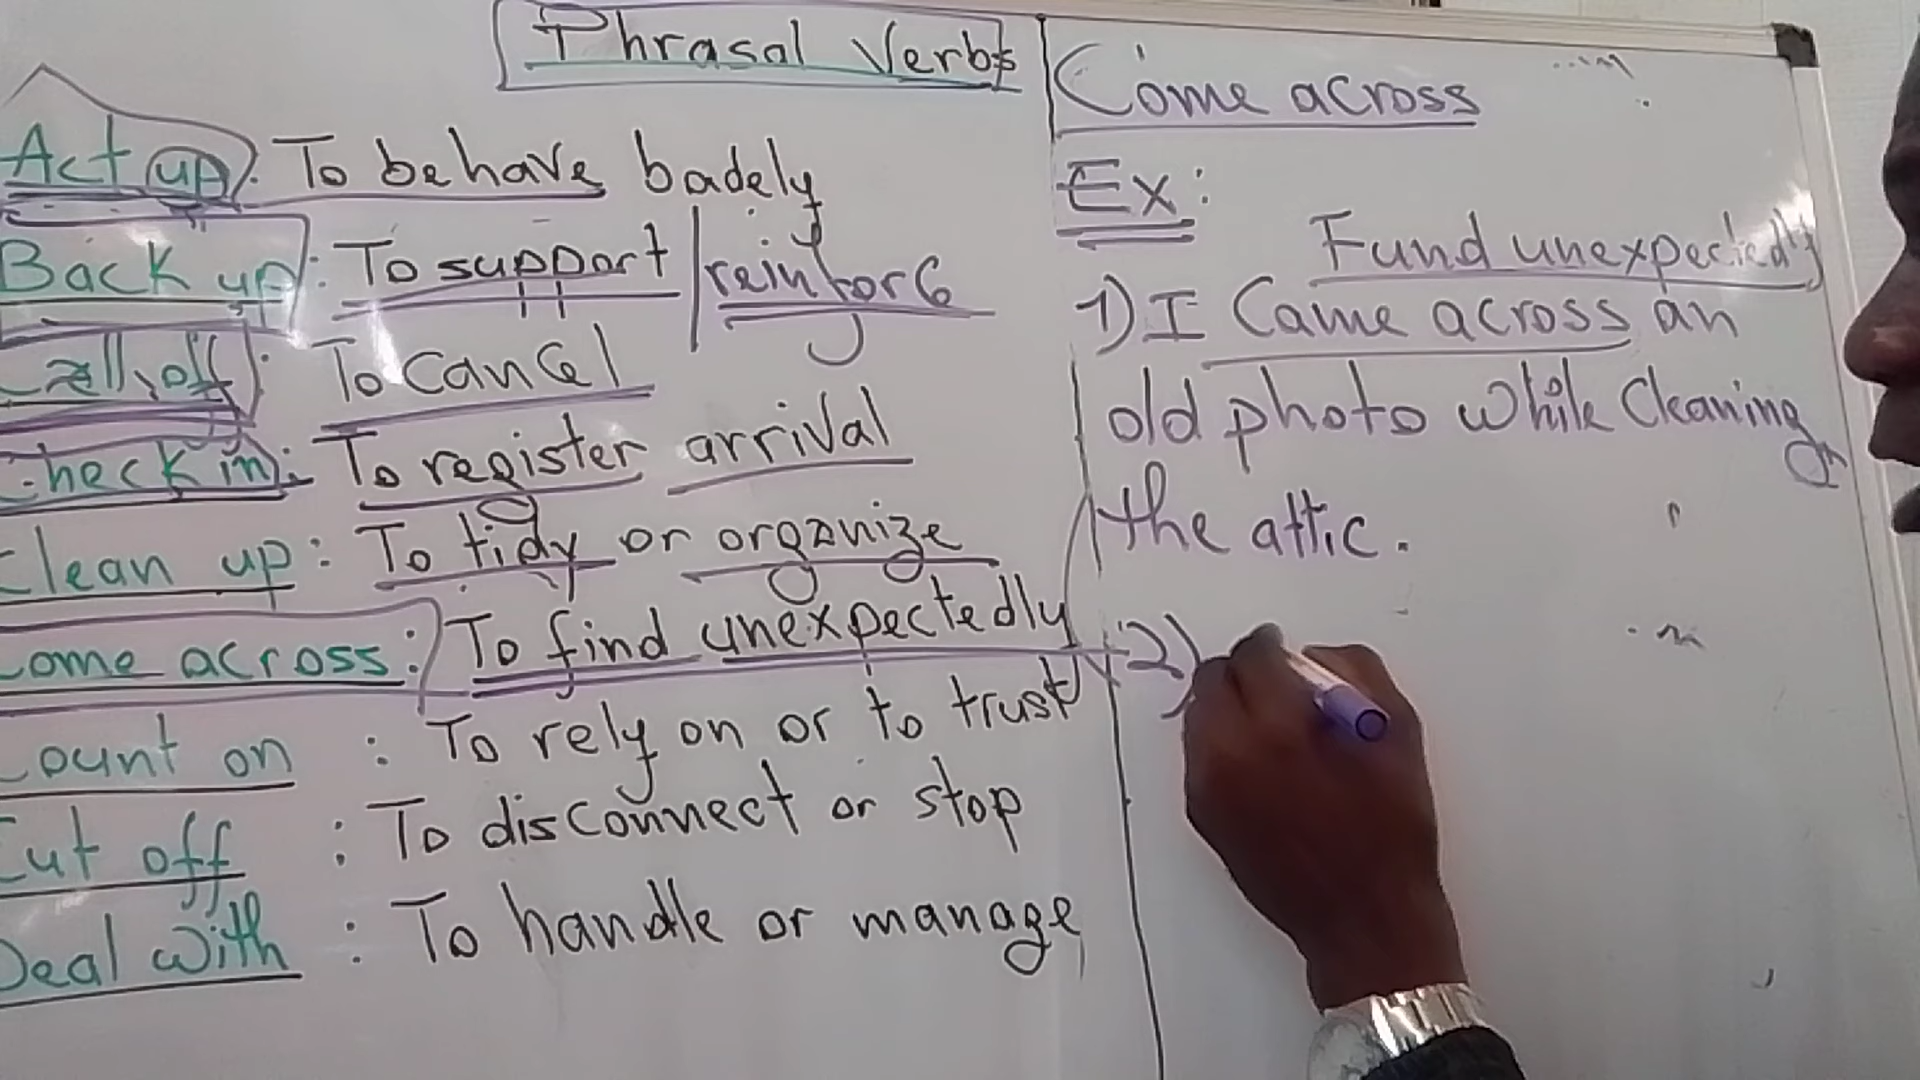 Phrasal Verbs
Act up: To behave badely
Back up: To support / reinforce
Call off: To Cancel
Check in: To register arrival
Clean up: To tidy or organize
Come across: To find unexpectedly
Count on : To rely on or to trust
Cut off : To disconnect or stop
Deal with : To handle or manage
Come across
Ex:
Fund unexpectedly
1) I Came across an
old photo while Cleaning
the attic.
2)